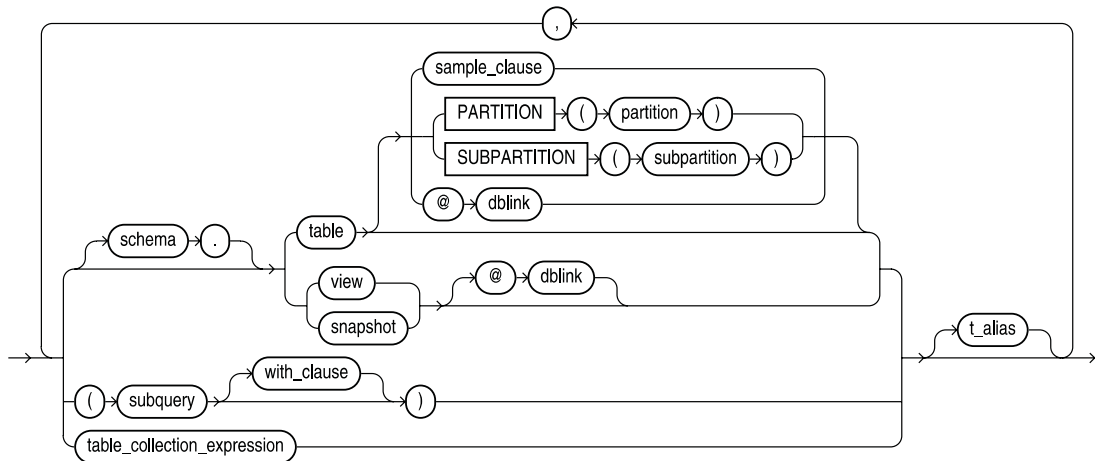 ,
sample_clause
PARTITION ( partition )
SUBPARTITION ( subpartition )
@ dblink
schema . table
view @ dblink
snapshot
t_alias
with_clause
( subquery )
table_collection_expression